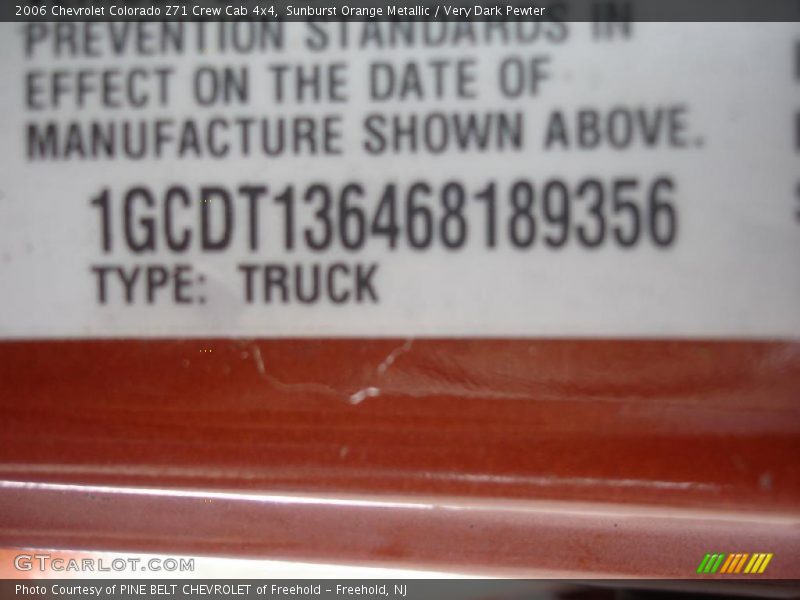 2006 Chevrolet Colorado Z71 Crew Cab 4x4, Sunburst Orange Metallic / Very Dark Pewter
PREVENTION STANDARDS IN
EFFECT ON THE DATE OF
MANUFACTURE SHOWN ABOVE.
1GCDT136468189356
TYPE: TRUCK
GTCARLOT.COM
Photo Courtesy of PINE BELT CHEVROLET of Freehold - Freehold, NJ